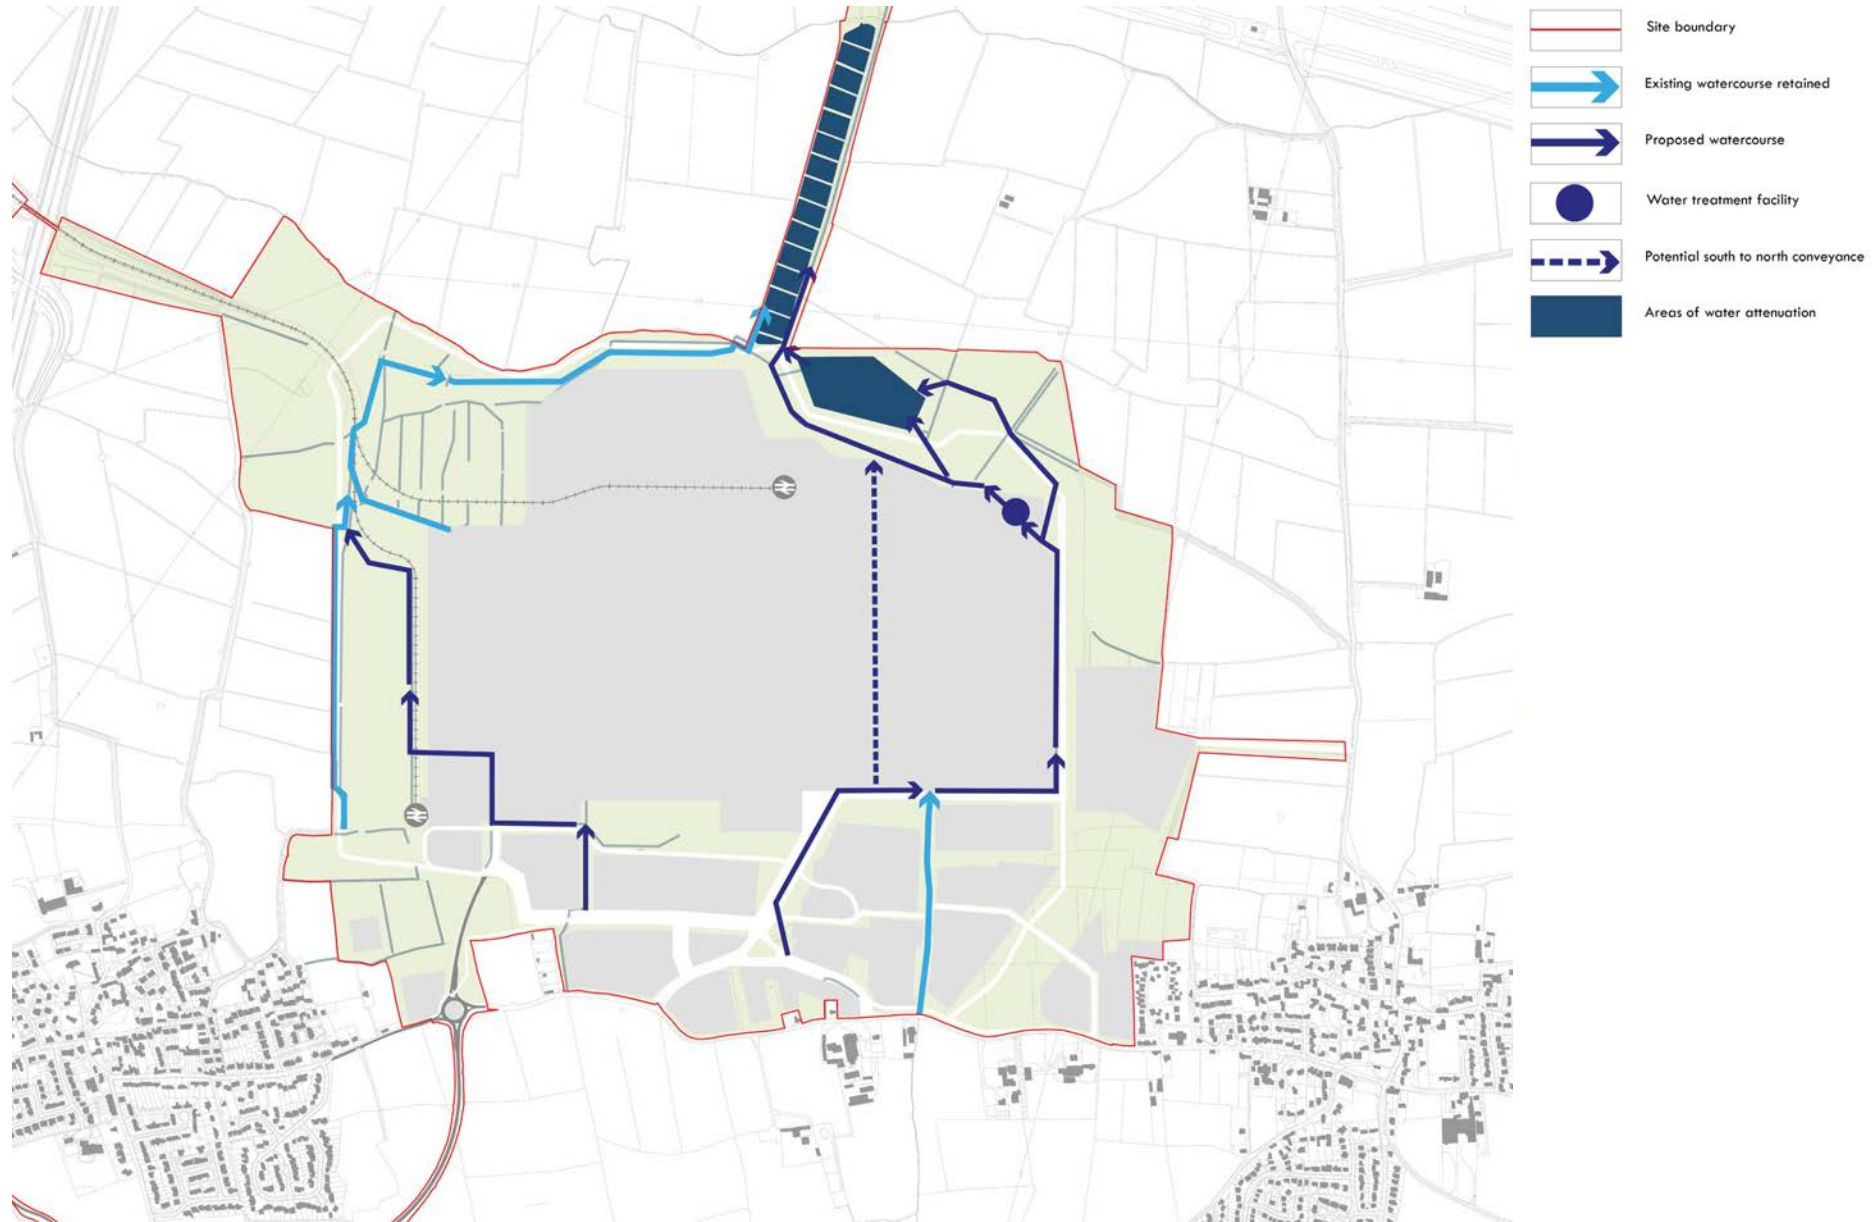 Site boundary
Existing watercourse retained
Proposed watercourse
Water treatment facility
Potential south to north conveyance
Areas of water attenuation